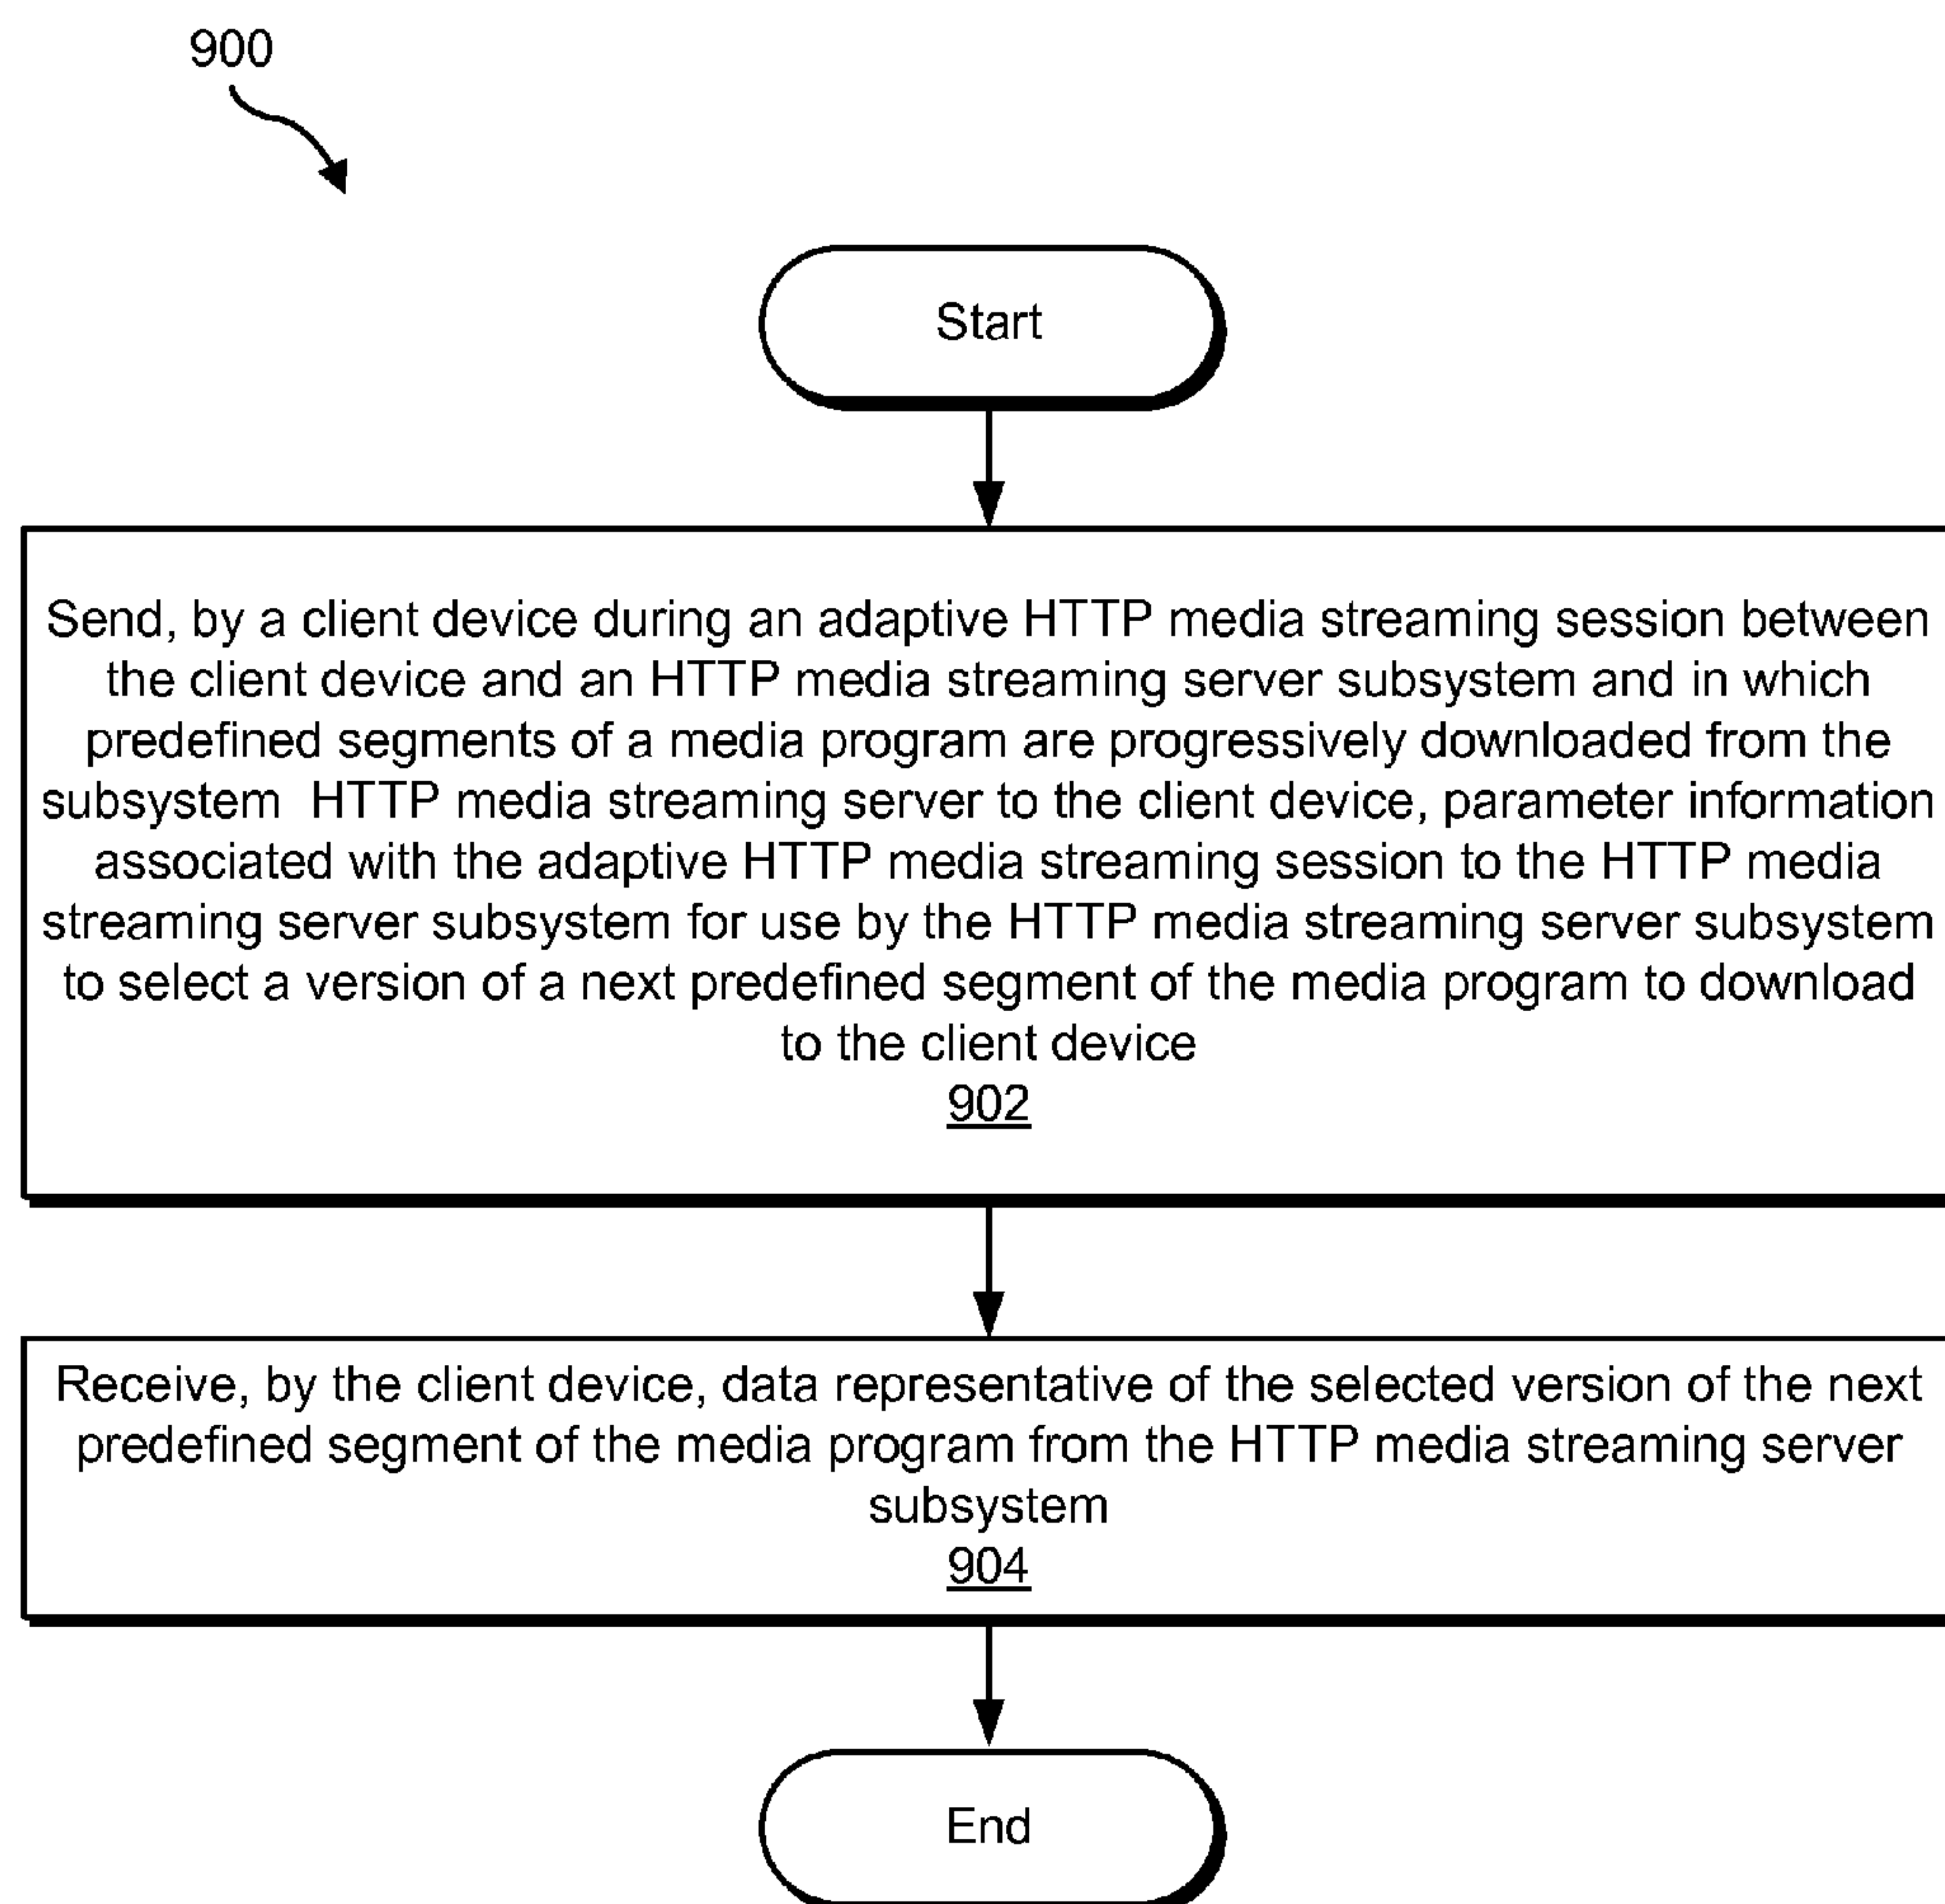 900
Start
Send, by a client device during an adaptive HTTP media streaming session between
the client device and an HTTP media streaming server subsystem and in which
predefined segments of a media program are progressively downloaded from the
subsystem  HTTP media streaming server to the client device, parameter information
associated with the adaptive HTTP media streaming session to the HTTP media
streaming server subsystem for use by the HTTP media streaming server subsystem
to select a version of a next predefined segment of the media program to download
to the client device
902
Receive, by the client device, data representative of the selected version of the next
predefined segment of the media program from the HTTP media streaming server
subsystem
904
End